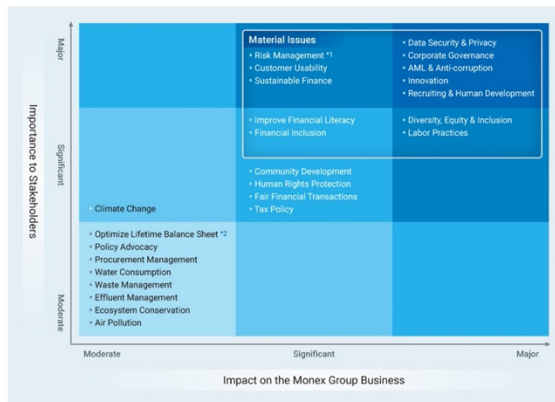 Major
Significant
Moderate
Importance to Stakeholders
Material Issues
• Risk Management *1
• Customer Usability
• Sustainable Finance
• Data Security & Privacy
• Corporate Governance
• AML & Anti-corruption
• Innovation
• Recruiting & Human Development
• Improve Financial Literacy
• Financial Inclusion
• Diversity, Equity & Inclusion
• Labor Practices
• Community Development
• Human Rights Protection
• Fair Financial Transactions
• Tax Policy
• Climate Change
• Optimize Lifetime Balance Sheet *2
• Policy Advocacy
• Procurement Management
• Water Consumption
• Waste Management
• Effluent Management
• Ecosystem Conservation
• Air Pollution
Moderate
Significant
Major
Impact on the Monex Group Business